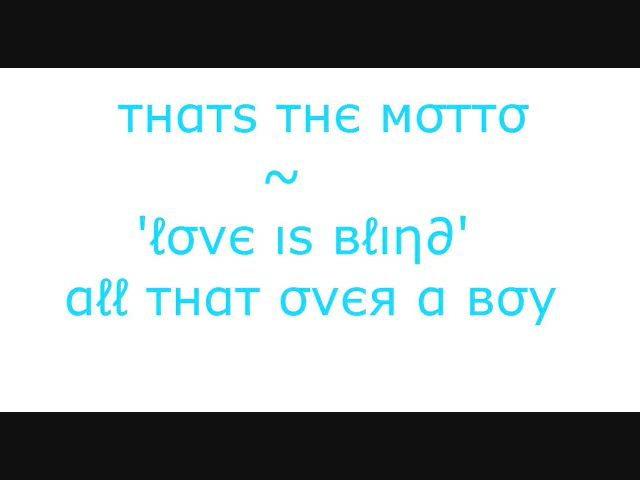 тнαтѕ тнє мσттσ
~
'ℓσνє ιѕ вℓιη∂'
αℓℓ тнαт σνєя α вσу